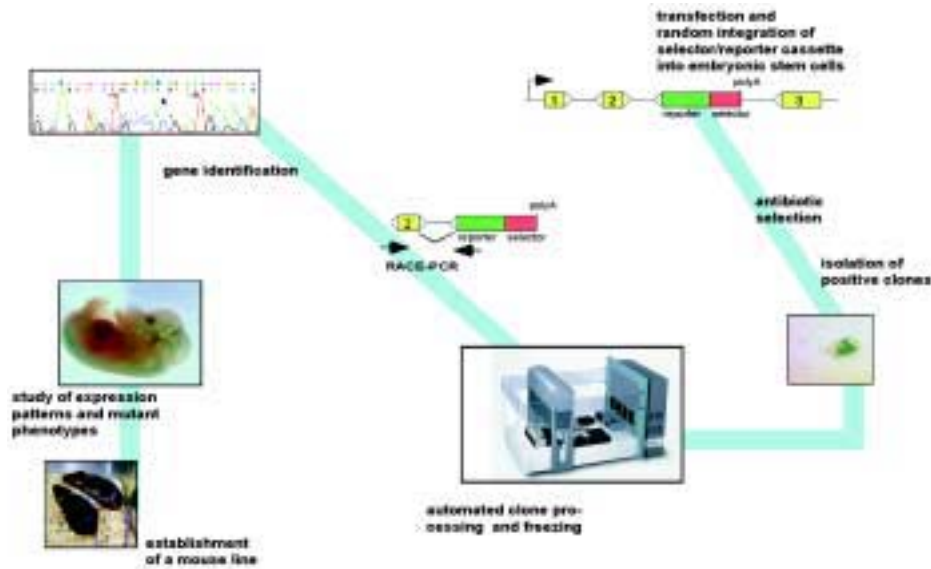 transfection and
random integration of
selector/reporter cassette
into embryonic stem cells
polyA
1
2
3
reporter
selector
gene identification
antibiotic
selection
polyA
2
reporter
selector
RACE-PCR
isolation of
positive clones
study of expression
patterns and mutant
phenotypes
automated clone pro-
cessing and freezing
establishment
of a mouse line